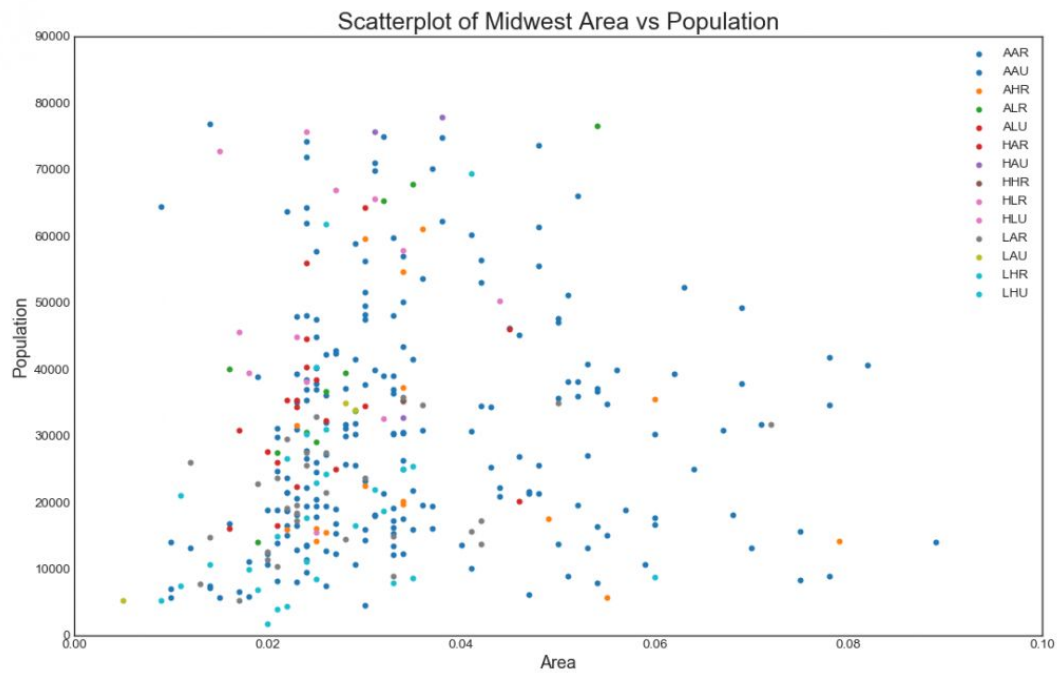 Scatterplot of Midwest Area vs Population
90000
80000
70000
60000
50000
40000
30000
20000
10000
0
Population
AAR
AAU
AHR
ALR
ALU
HAR
HAU
HHR
HLR
HLU
LAR
LAU
LHR
LHU
0.00
0.02
0.04
0.06
0.08
0.10
Area